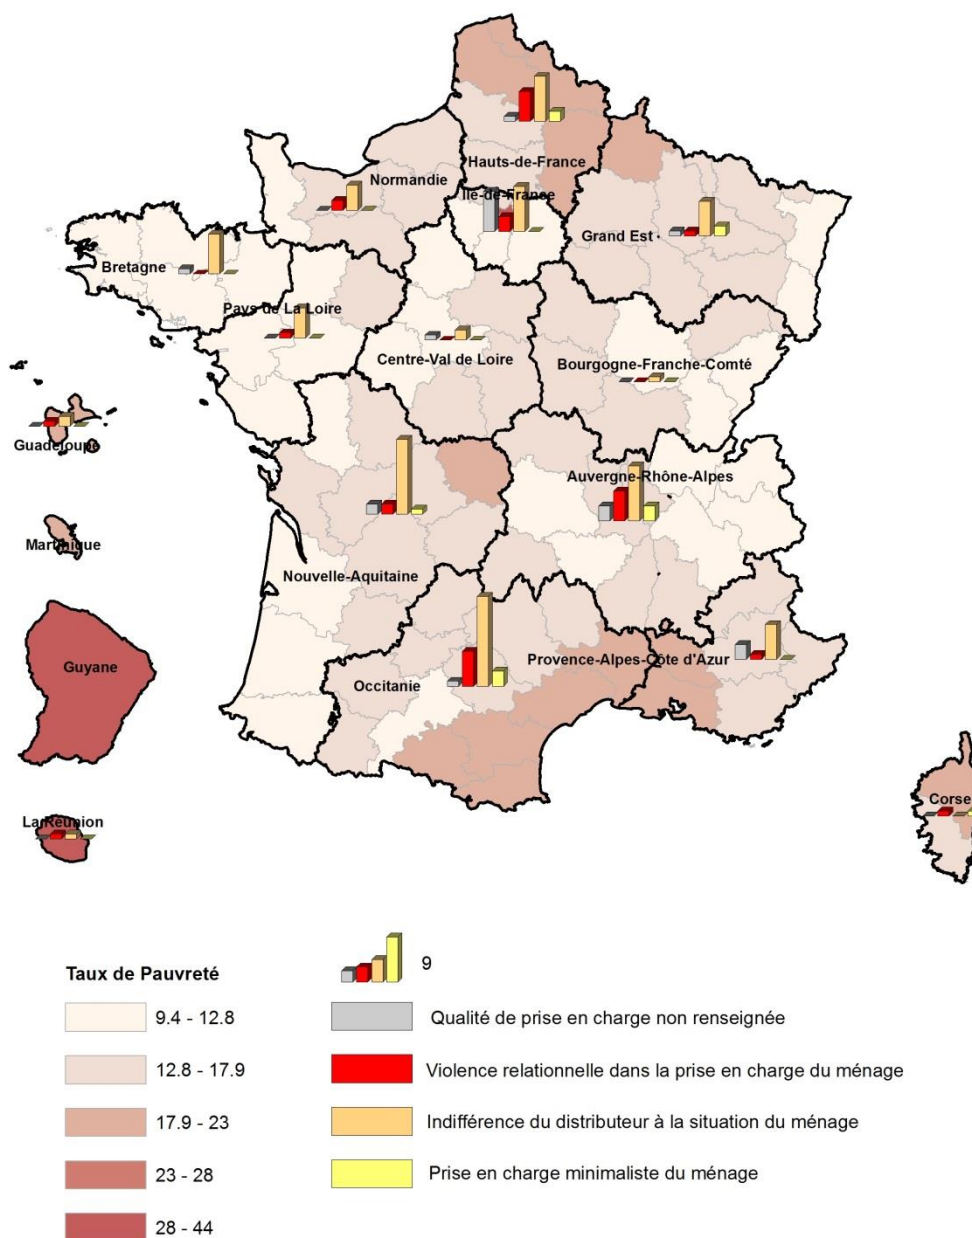 Hauts-de-France
Normandie
Ile-de-France
Grand Est
Bretagne
Pays de La Loire
Centre-Val de Loire
Bourgogne-Franche-Comté
Guadeloupe
Auvergne-Rhône-Alpes
Martinique
Nouvelle-Aquitaine
Guyane
Provence-Alpes-Côte d'Azur
Occitanie
Corse
La Réunion
Taux de Pauvreté
9
9.4 - 12.8
Qualité de prise en charge non renseignée
12.8 - 17.9
Violence relationnelle dans la prise en charge du ménage
17.9 - 23
Indifférence du distributeur à la situation du ménage
23 - 28
Prise en charge minimaliste du ménage
28 - 44